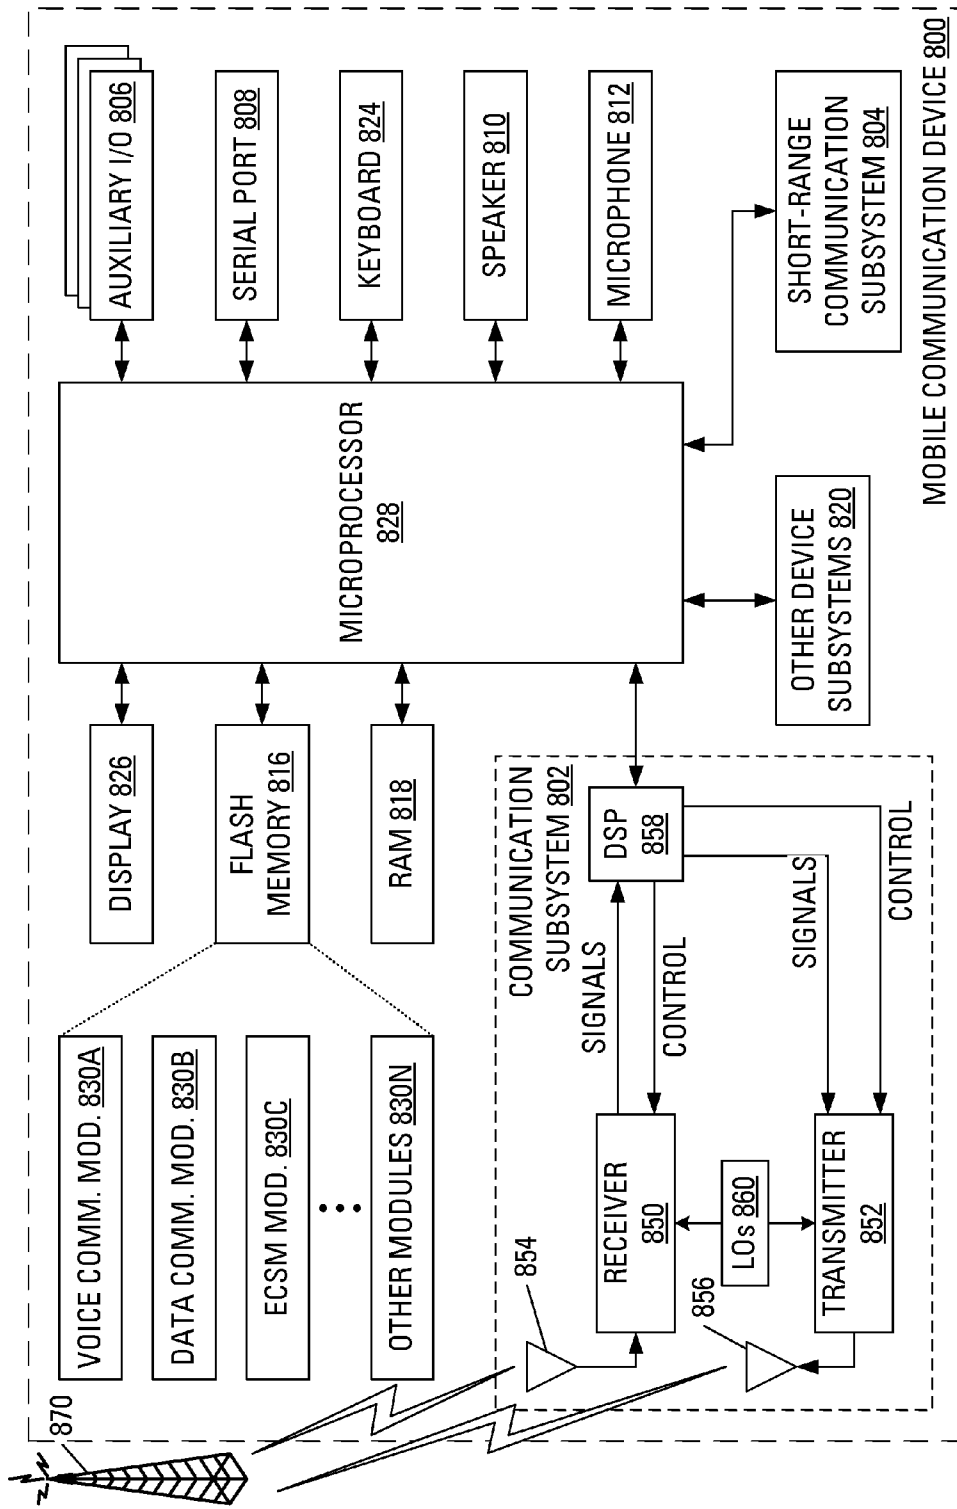 MOBILE COMMUNICATION DEVICE 800
870
VOICE COMM. MOD. 830A
DATA COMM. MOD. 830B
ECSM MOD. 830C
OTHER MODULES 830N
DISPLAY 826
FLASH
MEMORY 816
RAM 818
MICROPROCESSOR
828
AUXILIARY I/O 806
SERIAL PORT 808
KEYBOARD 824
SPEAKER 810
MICROPHONE 812
SHORT-RANGE
COMMUNICATION
SUBSYSTEM 804
OTHER DEVICE
SUBSYSTEMS 820
COMMUNICATION
SUBSYSTEM 802
DSP
858
SIGNALS
CONTROL
SIGNALS
CONTROL
RECEIVER
850
LOs 860
TRANSMITTER
852
854
856